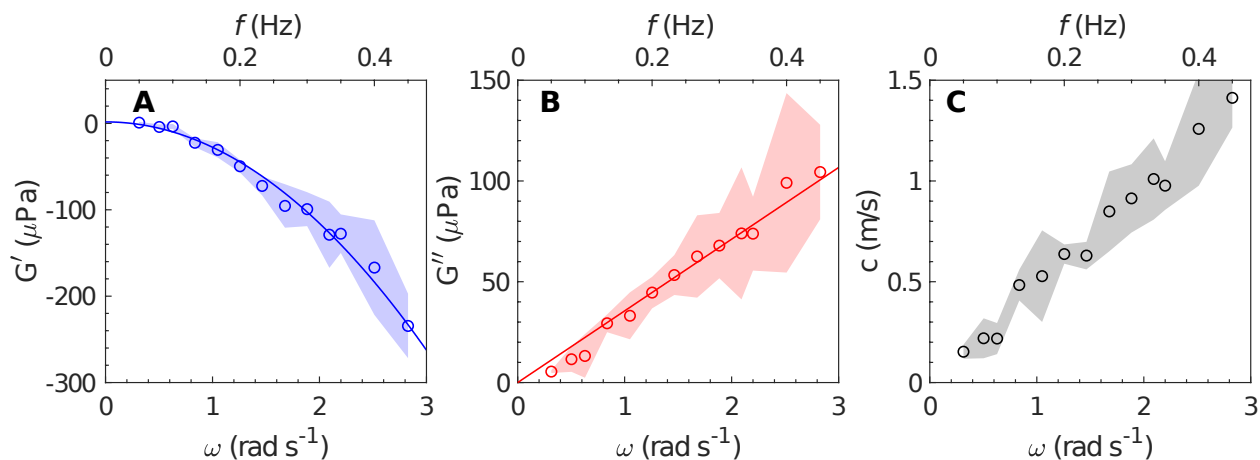 f (Hz)
0 0.2 0.4
A
0
-100
-200
-300
G′ (μPa)
0 1 2 3
ω (rad s-1)
f (Hz)
0 0.2 0.4
B
150
100
50
0
G″ (μPa)
0 1 2 3
ω (rad s-1)
f (Hz)
0 0.2 0.4
C
1.5
1
0.5
0
c (m/s)
0 1 2 3
ω (rad s-1)